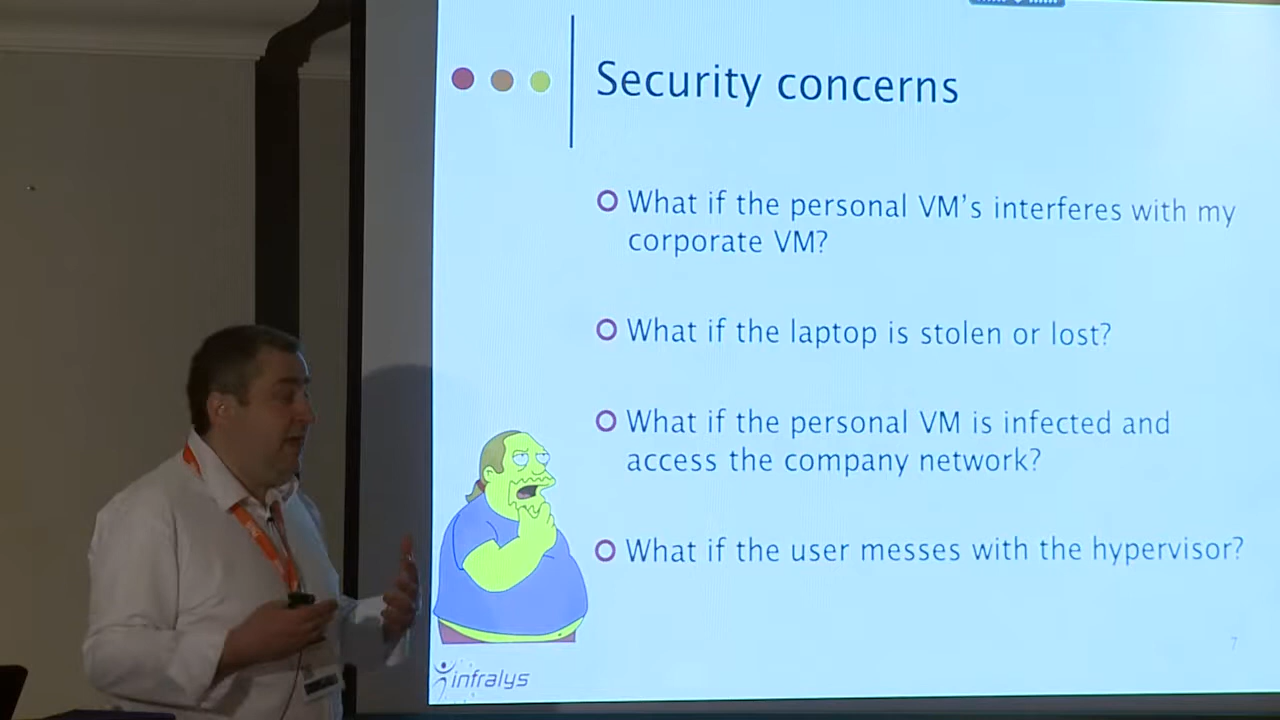 Security concerns
What if the personal VM's interferes with my
corporate VM?
What if the laptop is stolen or lost?
What if the personal VM is infected and
access the company network?
What if the user messes with the hypervisor?
7
infralys